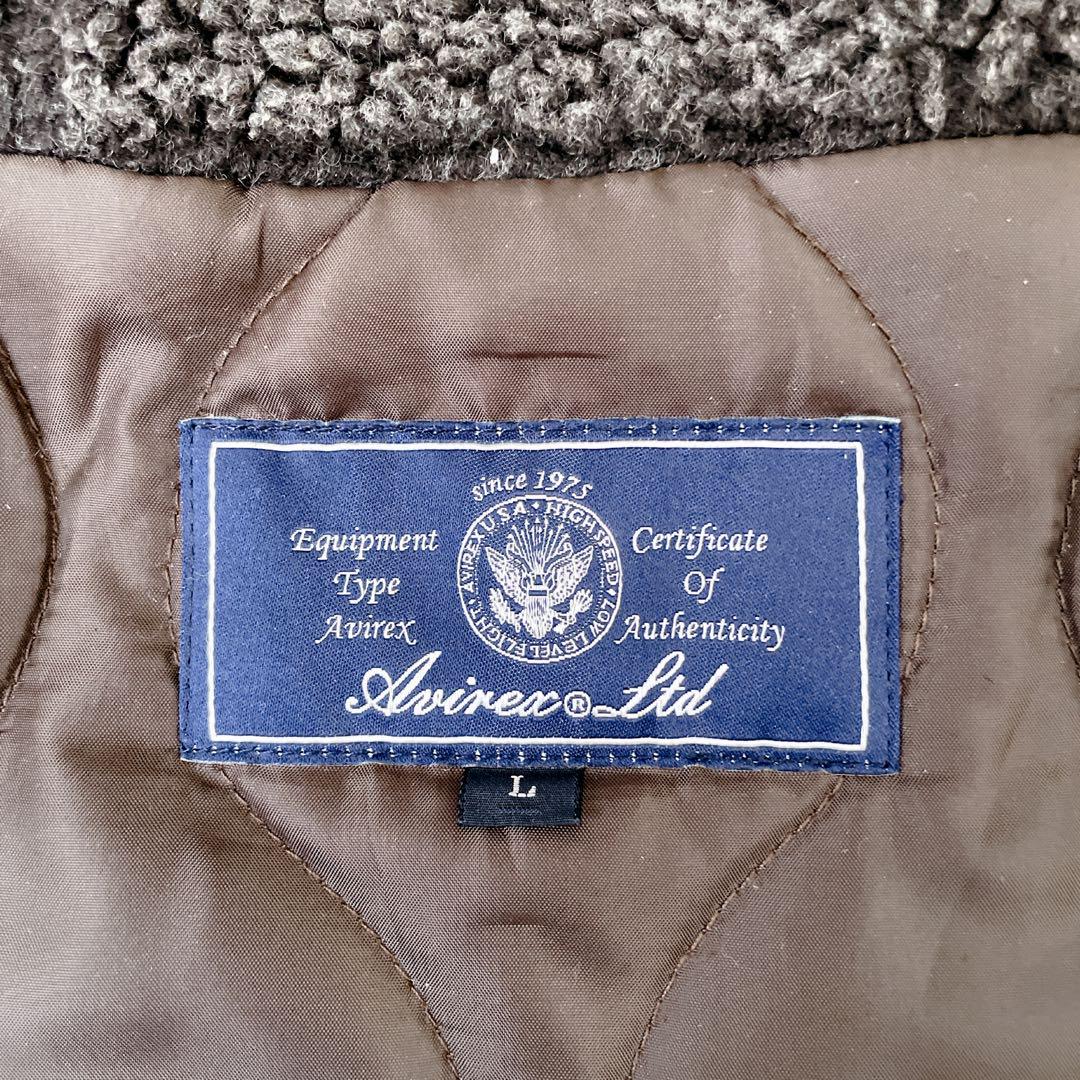 since 1975
AVIREX U.S.A • HIGH SPEED • LOW LEVEL FLIGHT •
Equipment
Type
Avirex
Certificate
Of
Authenticity
Avirex® Ltd
L